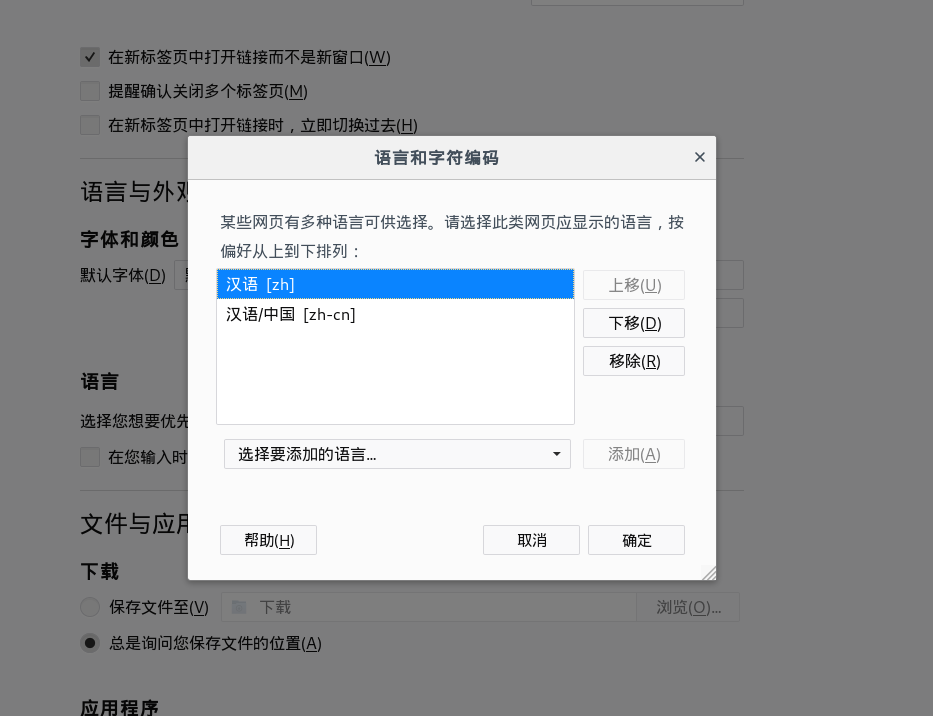 在新标签页中打开链接而不是新窗口(W)
提醒确认关闭多个标签页(M)
在新标签页中打开链接时，立即切换过去(H)
语言和字符编码
语言与外观
某些网页有多种语言可供选择。请选择此类网页应显示的语言，按
偏好从上到下排列：
字体和颜色
默认字体(D)
汉语 [zh]
上移(U)
汉语/中国 [zh-cn]
下移(D)
移除(R)
语言
选择您想要优先
选择要添加的语言...
添加(A)
在您输入时
文件与应用
帮助(H)
取消
确定
下载
保存文件至(V)
下载
浏览(O)...
总是询问您保存文件的位置(A)
应用程序